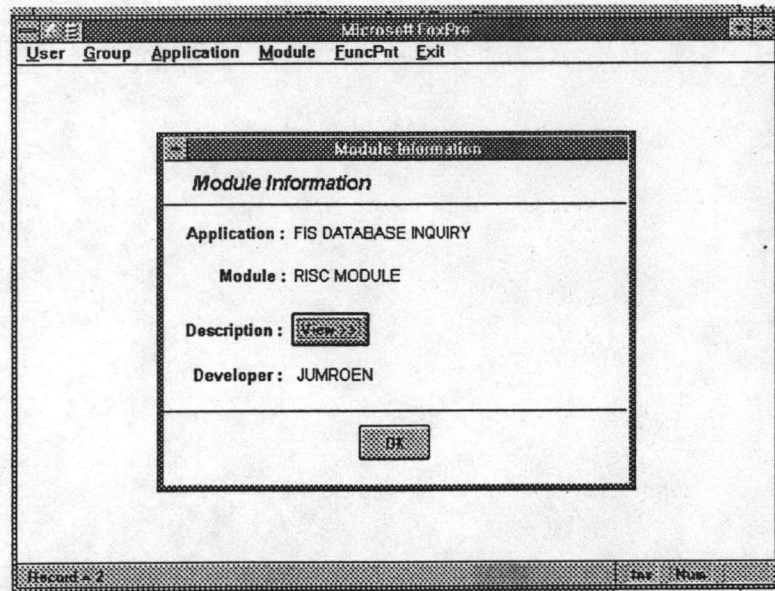 Microsoft FoxPro
User Group Application Module FuncPnt Exit
Module Information
Module Information
Application : FIS DATABASE INQUIRY
Module : RISC MODULE
Description : View >>
Developer : JUMROEN
OK
Record = 2 Ins Num